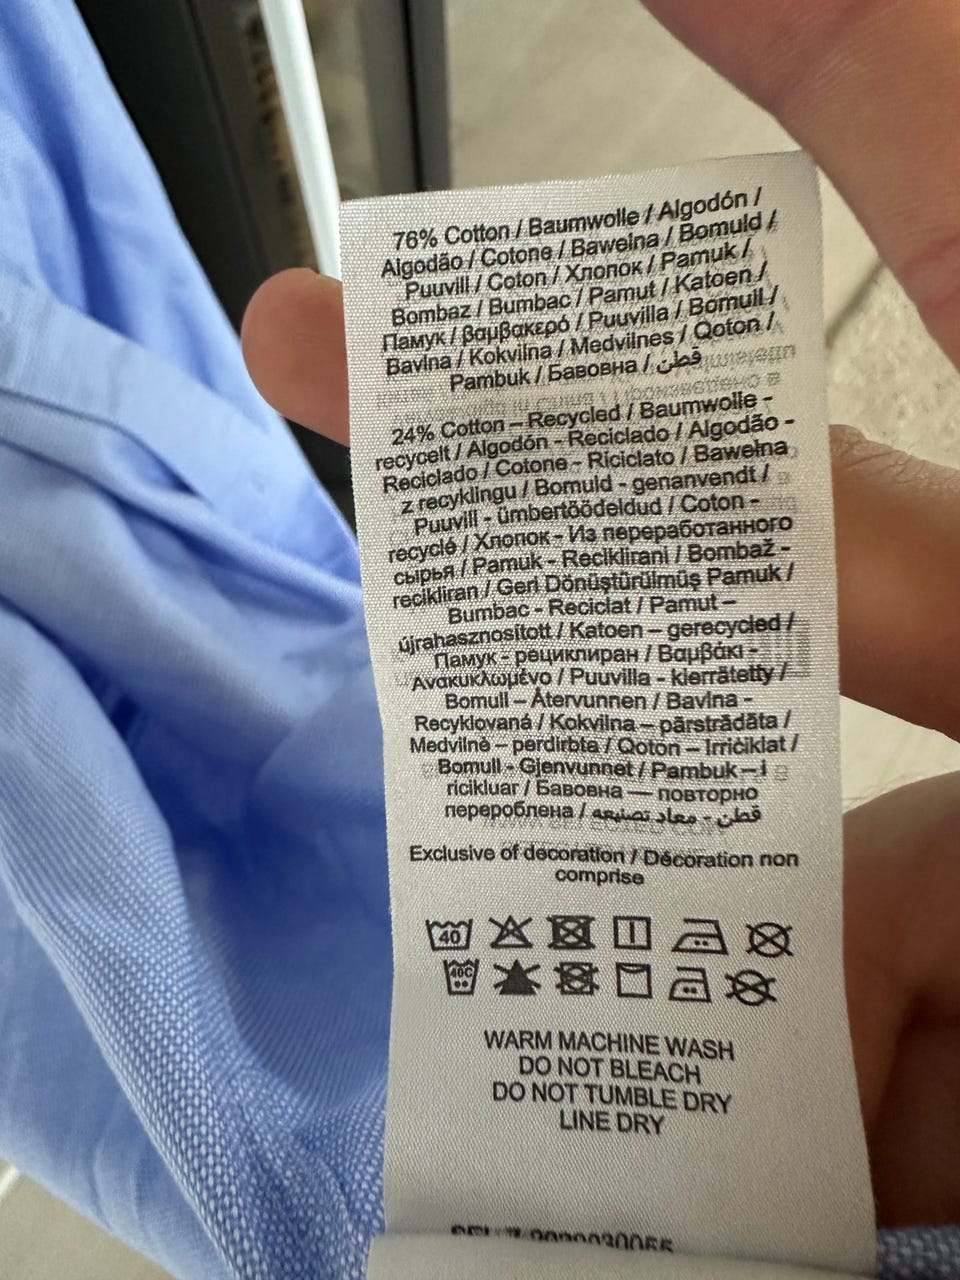 76% Cotton / Baumwolle / Algodón /
Algodão / Cotone / Bawełna / Bomuld /
Puuvill / Coton / Хлопок / Pamuk /
Bombaz / Bumbac / Pamut / Katoen /
Памук / βαμβακερό / Puuvilla / Bomull /
Bavlna / Kokvilna / Medvilnes / Qoton /
Pambuk / Бавовна / قطن
24% Cotton – Recycled / Baumwolle -
recycelt / Algodón - Reciclado / Algodão -
Reciclado / Cotone - Riciclato / Bawełna
z recyklingu / Bomuld - genanvendt /
Puuvill - ümbertöödeldud / Coton -
recyclé / Хлопок - Из переработанного
сырья / Pamuk - Reciklirani / Bombaž -
recikliran / Geri Dönüştürülmüş Pamuk /
Bumbac - Reciclat / Pamut –
újrahasznosított / Katoen – gerecycled /
Памук - рециклиран / Βαμβάκι -
Ανακυκλωμένο / Puuvilla - kierrätetty /
Bomull – Återvunnen / Bavlna -
Recyklovaná / Kokvilna – pārstrādāta /
Medvilnė – perdirbta / Qoton – Irriċiklat /
Bomull - Gjenvunnet / Pambuk – i
ricikluar / Бавовна — повторно
перероблена / قطن - معاد تصنيعه
Exclusive of decoration / Décoration non
comprise
40
40C
WARM MACHINE WASH
DO NOT BLEACH
DO NOT TUMBLE DRY
LINE DRY